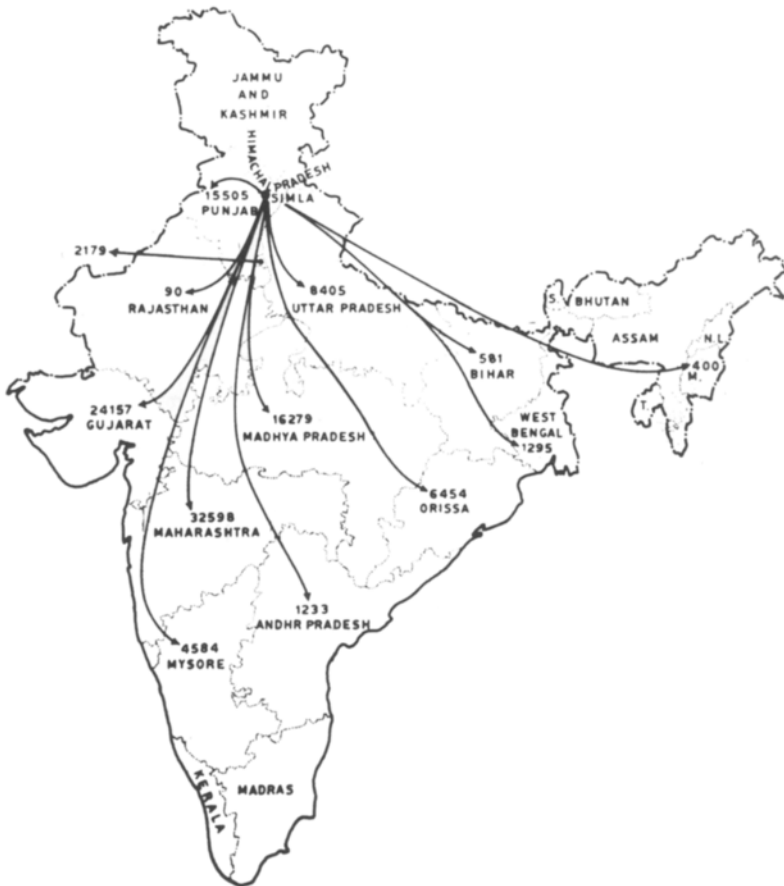 JAMMU
AND
KASHMIR
HIMACHAL PRADESH
SIMLA
15505
PUNJAB
2179
90
RAJASTHAN
8405
UTTAR PRADESH
S.
BHUTAN
ASSAM
N.L.
400
M.
T.
581
BIHAR
24157
GUJARAT
16279
MADHYA PRADESH
WEST
BENGAL
1295
6454
ORISSA
32598
MAHARASHTRA
1233
ANDHR PRADESH
4584
MYSORE
KERALA
MADRAS